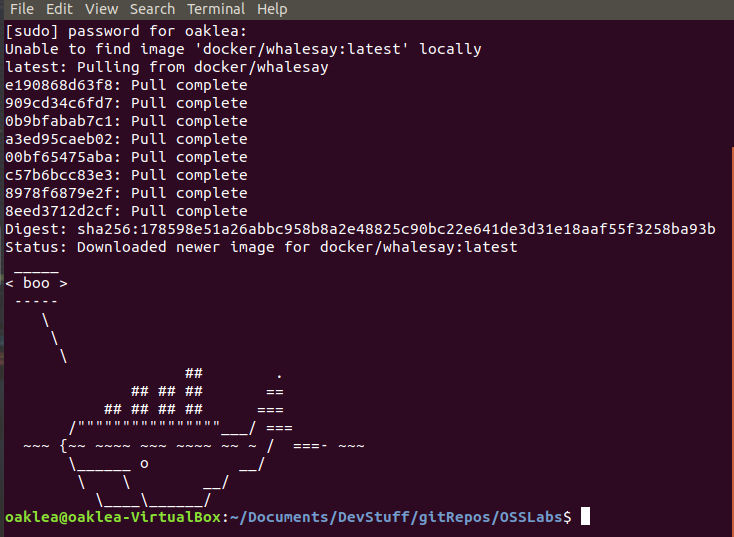 File Edit View Search Terminal Help
[sudo] password for oaklea:
Unable to find image 'docker/whalesay:latest' locally
latest: Pulling from docker/whalesay
e190868d63f8: Pull complete
909cd34c6fd7: Pull complete
0b9bfabab7c1: Pull complete
a3ed95caeb02: Pull complete
00bf65475aba: Pull complete
c57b6bcc83e3: Pull complete
8978f6879e2f: Pull complete
8eed3712d2cf: Pull complete
Digest: sha256:178598e51a26abbc958b8a2e48825c90bc22e641de3d31e18aaf55f3258ba93b
Status: Downloaded newer image for docker/whalesay:latest
 _____
< boo >
 -----
    \
     \
      \
                    ##        .
              ## ## ##       ==
           ## ## ## ##      ===
       /""""""""""""""""___/ ===
  ~~~ {~~ ~~~~ ~~~ ~~~~ ~~ ~ /  ===- ~~~
       \______ o          __/
        \    \        __/
          \____\______/
oaklea@oaklea-VirtualBox:~/Documents/DevStuff/gitRepos/OSSLabs$